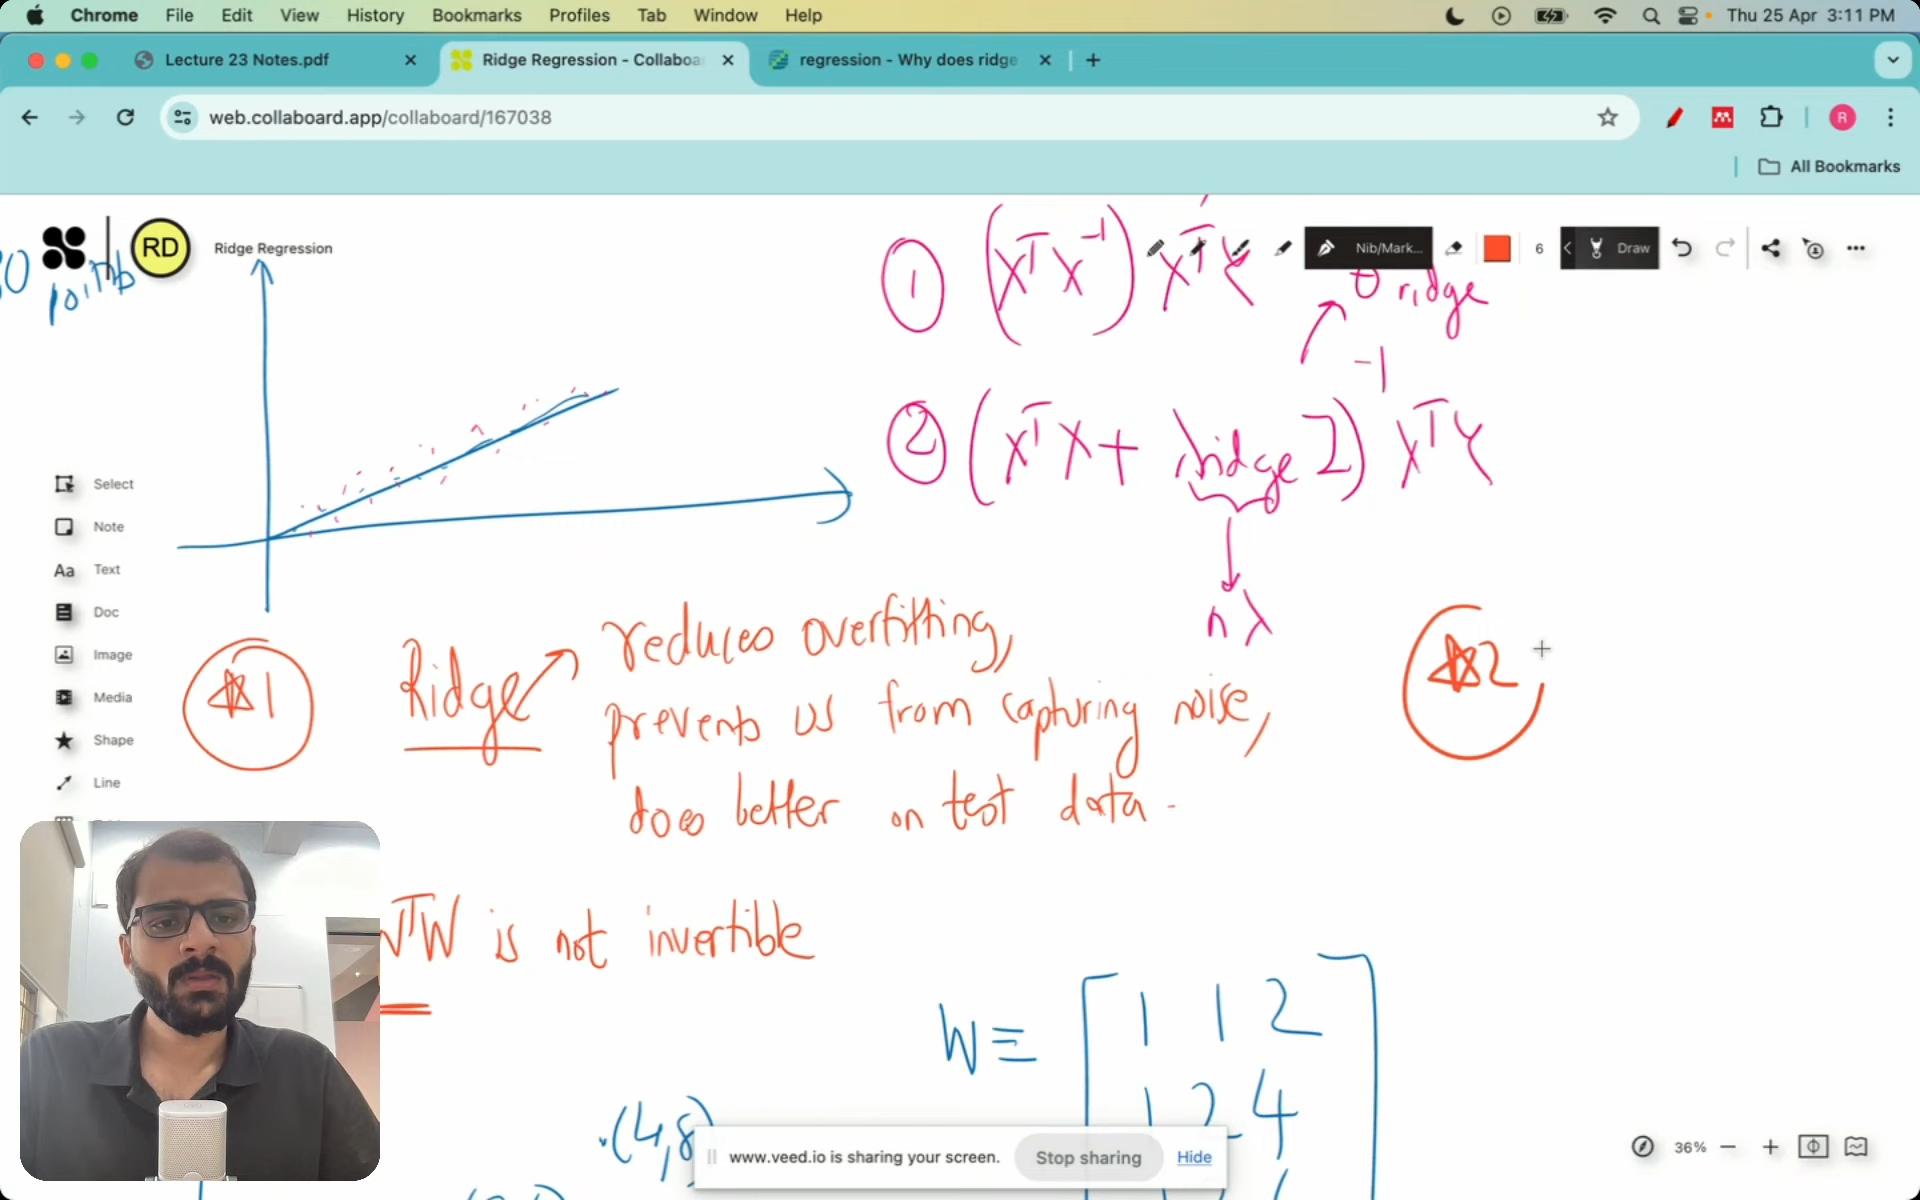 Chrome File Edit View History Bookmarks Profiles Tab Window Help Thu 25 Apr 3:11 PM
Lecture 23 Notes.pdf Ridge Regression - Collaboa regression - Why does ridge
web.collaboard.app/collaboard/167038
R
All Bookmarks
RD Ridge Regression
points
Nib/Mark... 6 Draw
1 (XᵀX⁻¹) XᵀY
θ ridge
2 (XᵀX + λridge I)⁻¹ XᵀY
nλ
Select
Note
Aa Text
Doc
Image
Media
Shape
Line
☆1 Ridge reduces overfitting,
prevents us from capturing noise,
does better on test data.
☆2
WᵀW is not invertible
W ≡ [ 1 1 2
1 2 4
.(4,8)
www.veed.io is sharing your screen. Stop sharing Hide
36%